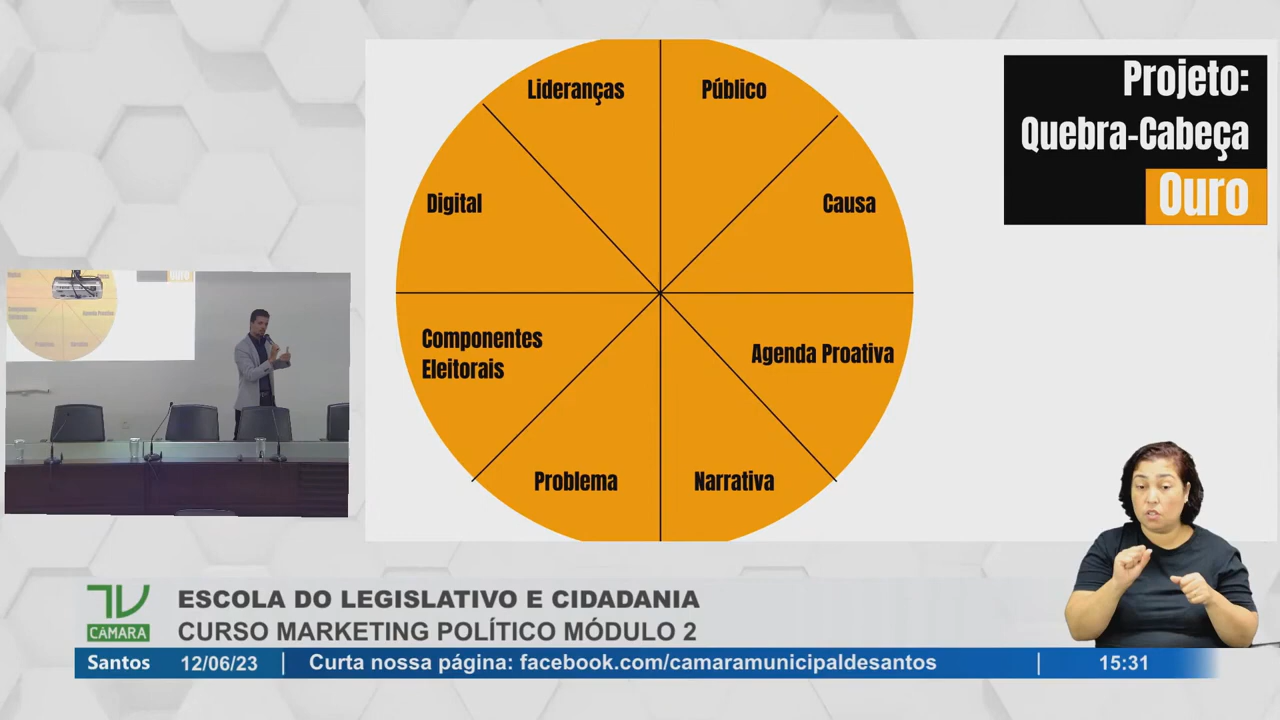 Lideranças
Público
Digital
Causa
Componentes
Eleitorais
Agenda Proativa
Problema
Narrativa
Projeto:
Quebra-Cabeça
Ouro
TV
CÂMARA
ESCOLA DO LEGISLATIVO E CIDADANIA
CURSO MARKETING POLÍTICO MÓDULO 2
Santos 12/06/23 | Curta nossa página: facebook.com/camaramunicipaldesantos | 15:31